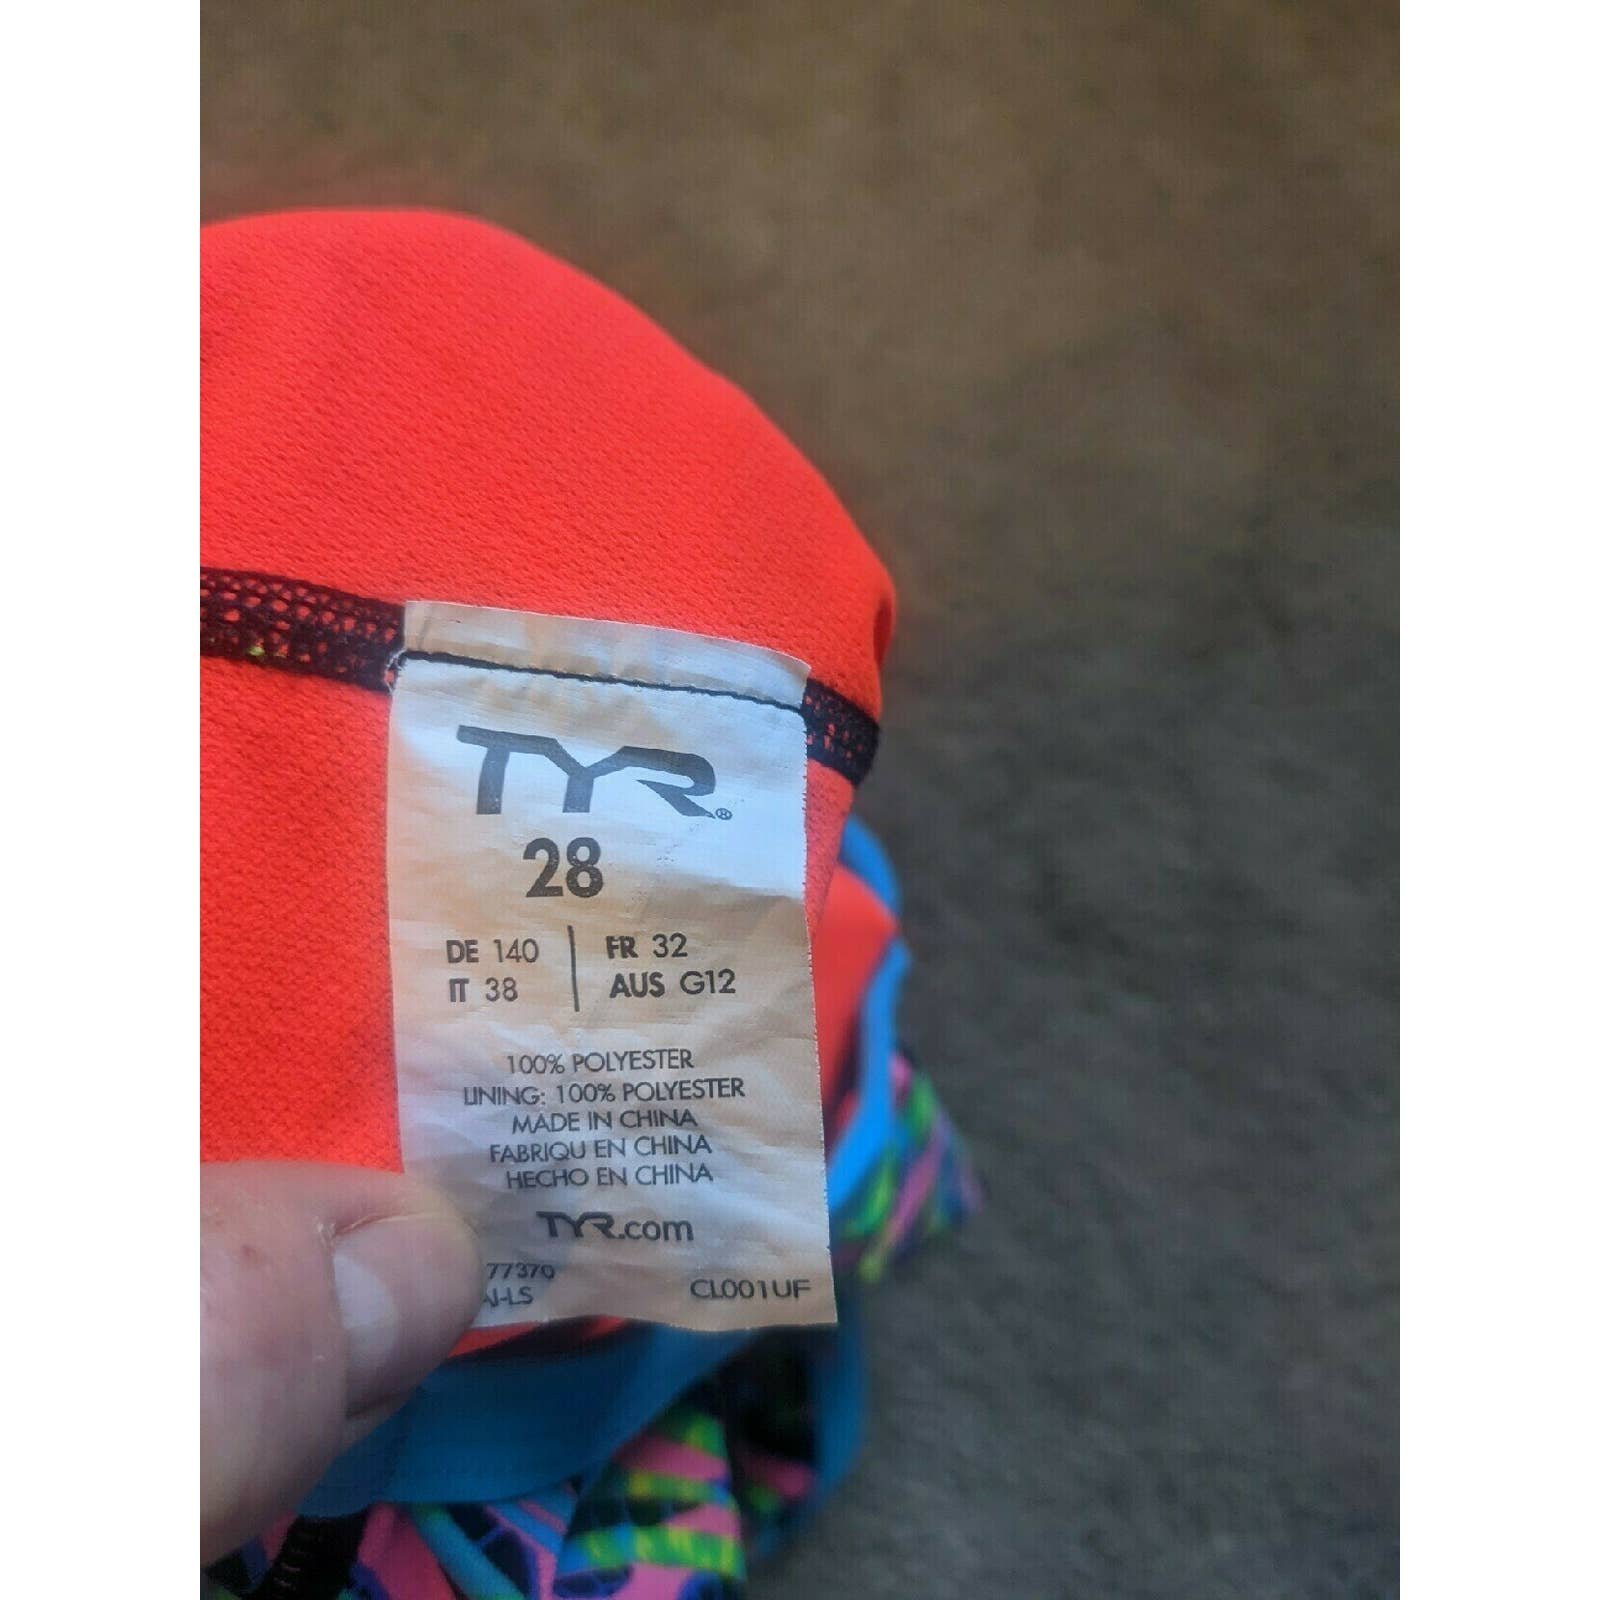 TYR®
28
DE 140 | FR 32
IT 38 | AUS G12
100% POLYESTER
LINING: 100% POLYESTER
MADE IN CHINA
FABRIQU EN CHINA
HECHO EN CHINA
TYR.com
77370
CL001UF